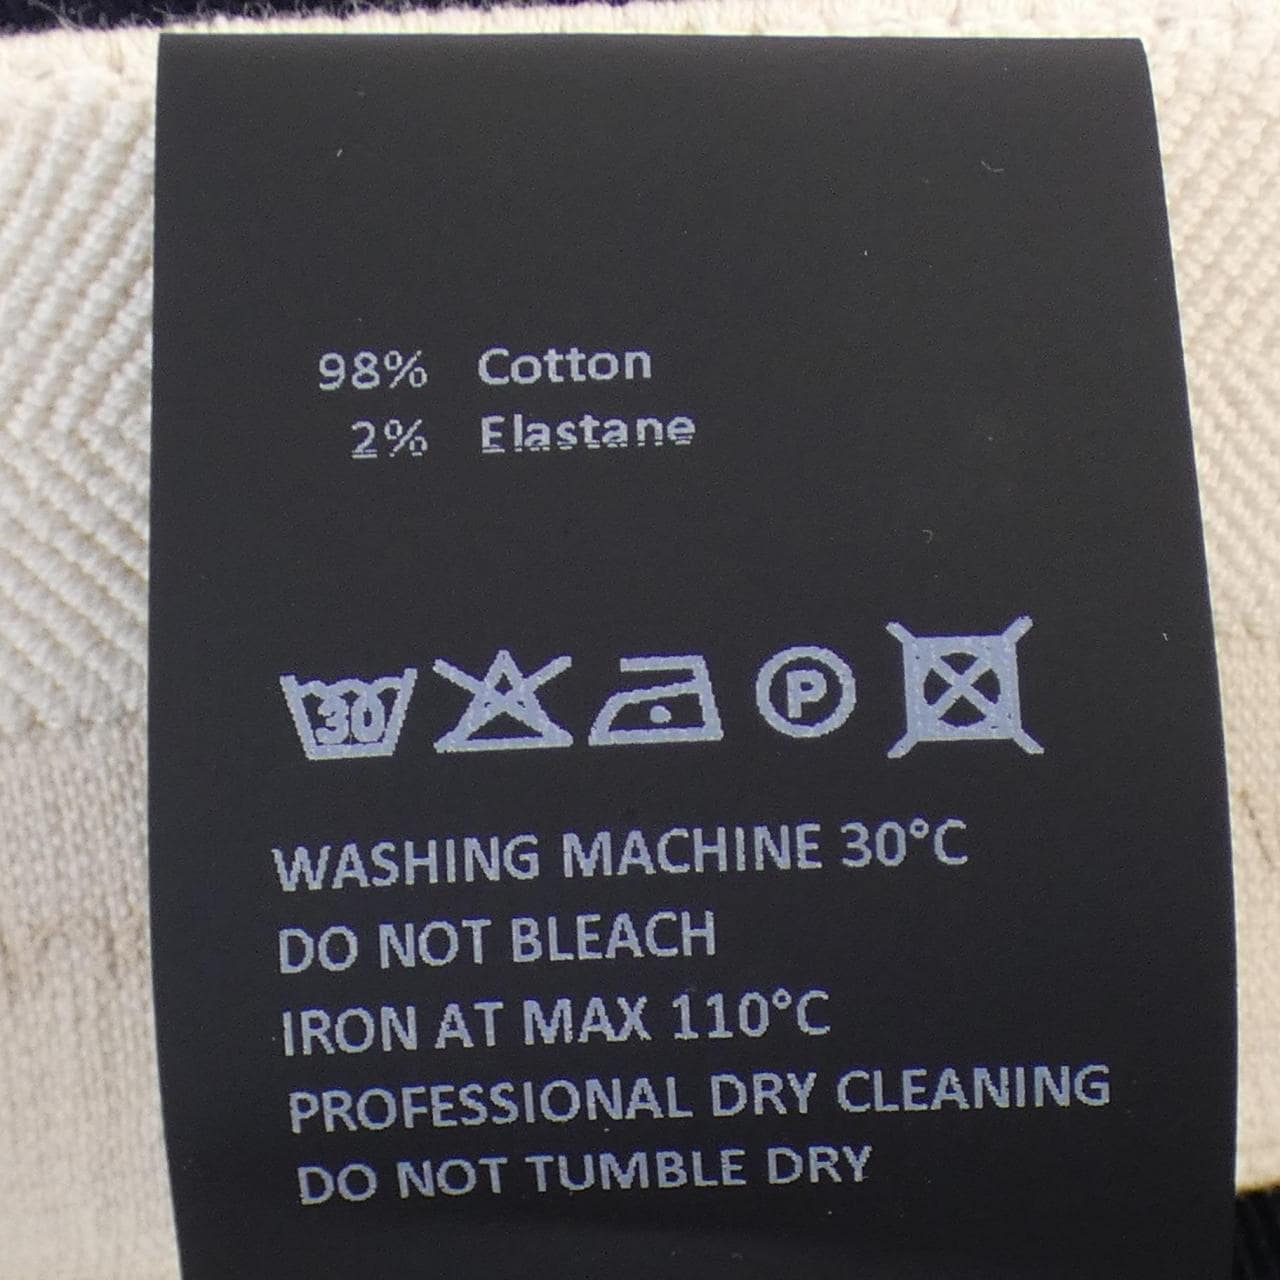 98% Cotton
2% Elastane
30 P
WASHING MACHINE 30°C
DO NOT BLEACH
IRON AT MAX 110°C
PROFESSIONAL DRY CLEANING
DO NOT TUMBLE DRY